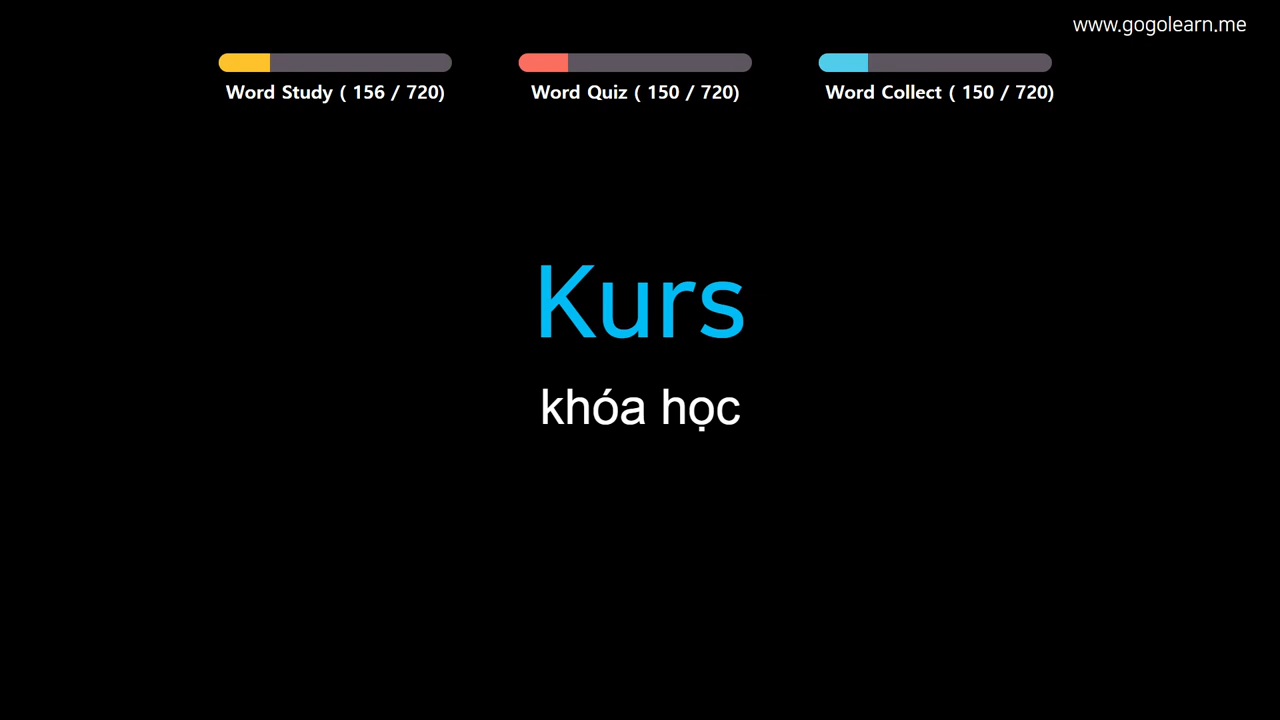 www.gogolearn.me
Word Study ( 156 / 720)
Word Quiz ( 150 / 720)
Word Collect ( 150 / 720)
Kurs
khóa học